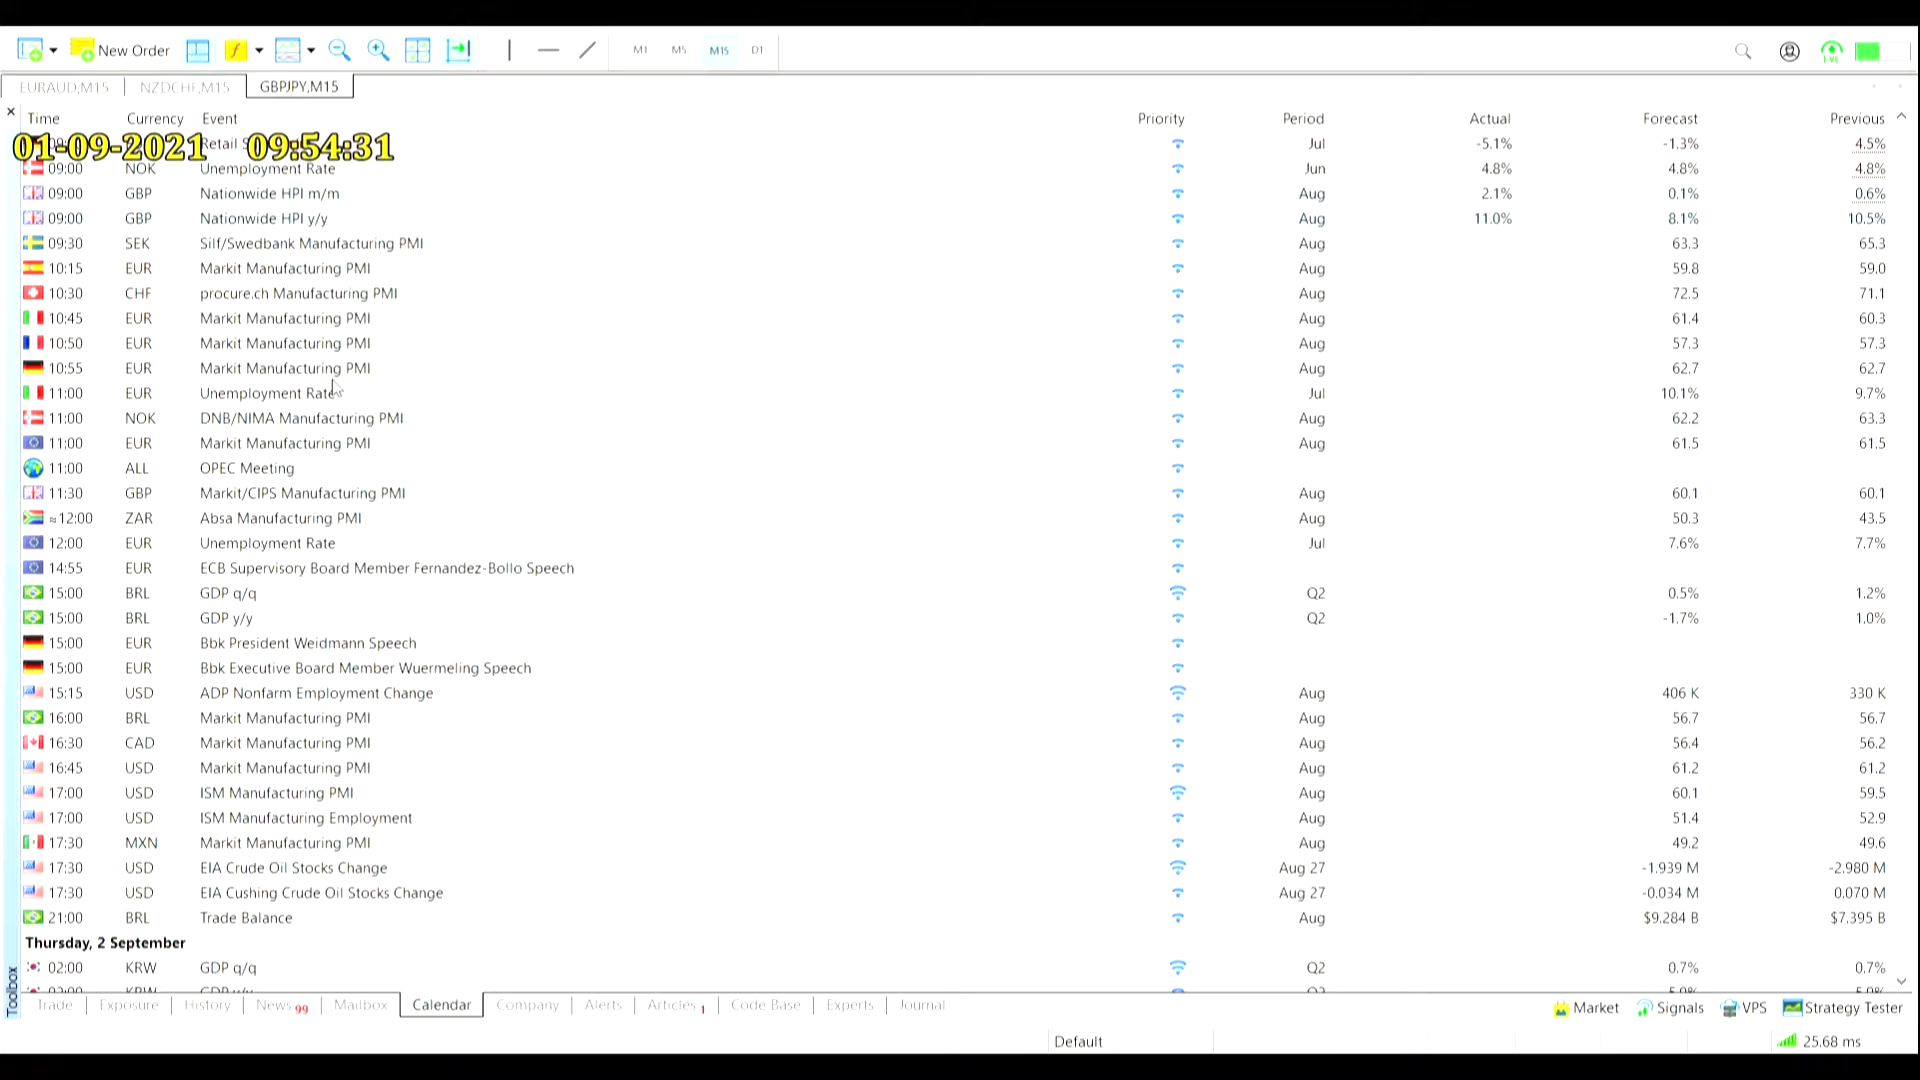 New Order M1 M5 M15 D1
EURAUD,M15 NZDCHF,M15 GBPJPY,M15
Time Currency Event Priority Period Actual Forecast Previous
01-09-2021 09:54:31
Retail Jul -5.1% -1.3% 4.5%
09:00 NOK Unemployment Rate Jun 4.8% 4.8% 4.8%
09:00 GBP Nationwide HPI m/m Aug 2.1% 0.1% 0.6%
09:00 GBP Nationwide HPI y/y Aug 11.0% 8.1% 10.5%
09:30 SEK Silf/Swedbank Manufacturing PMI Aug 63.3 65.3
10:15 EUR Markit Manufacturing PMI Aug 59.8 59.0
10:30 CHF procure.ch Manufacturing PMI Aug 72.5 71.1
10:45 EUR Markit Manufacturing PMI Aug 61.4 60.3
10:50 EUR Markit Manufacturing PMI Aug 57.3 57.3
10:55 EUR Markit Manufacturing PMI Aug 62.7 62.7
11:00 EUR Unemployment Rate Jul 10.1% 9.7%
11:00 NOK DNB/NIMA Manufacturing PMI Aug 62.2 63.3
11:00 EUR Markit Manufacturing PMI Aug 61.5 61.5
11:00 ALL OPEC Meeting
11:30 GBP Markit/CIPS Manufacturing PMI Aug 60.1 60.1
≈12:00 ZAR Absa Manufacturing PMI Aug 50.3 43.5
12:00 EUR Unemployment Rate Jul 7.6% 7.7%
14:55 EUR ECB Supervisory Board Member Fernandez-Bollo Speech
15:00 BRL GDP q/q Q2 0.5% 1.2%
15:00 BRL GDP y/y Q2 -1.7% 1.0%
15:00 EUR Bbk President Weidmann Speech
15:00 EUR Bbk Executive Board Member Wuermeling Speech
15:15 USD ADP Nonfarm Employment Change Aug 406 K 330 K
16:00 BRL Markit Manufacturing PMI Aug 56.7 56.7
16:30 CAD Markit Manufacturing PMI Aug 56.4 56.2
16:45 USD Markit Manufacturing PMI Aug 61.2 61.2
17:00 USD ISM Manufacturing PMI Aug 60.1 59.5
17:00 USD ISM Manufacturing Employment Aug 51.4 52.9
17:30 MXN Markit Manufacturing PMI Aug 49.2 49.6
17:30 USD EIA Crude Oil Stocks Change Aug 27 -1.939 M -2.980 M
17:30 USD EIA Cushing Crude Oil Stocks Change Aug 27 -0.034 M 0.070 M
21:00 BRL Trade Balance Aug $9.284 B $7.395 B
Thursday, 2 September
02:00 KRW GDP q/q Q2 0.7% 0.7%
Toolbox
Trade Exposure History News 99 Mailbox Calendar Company Alerts Articles 1 Code Base Experts Journal Market Signals VPS Strategy Tester
Default 25.68 ms